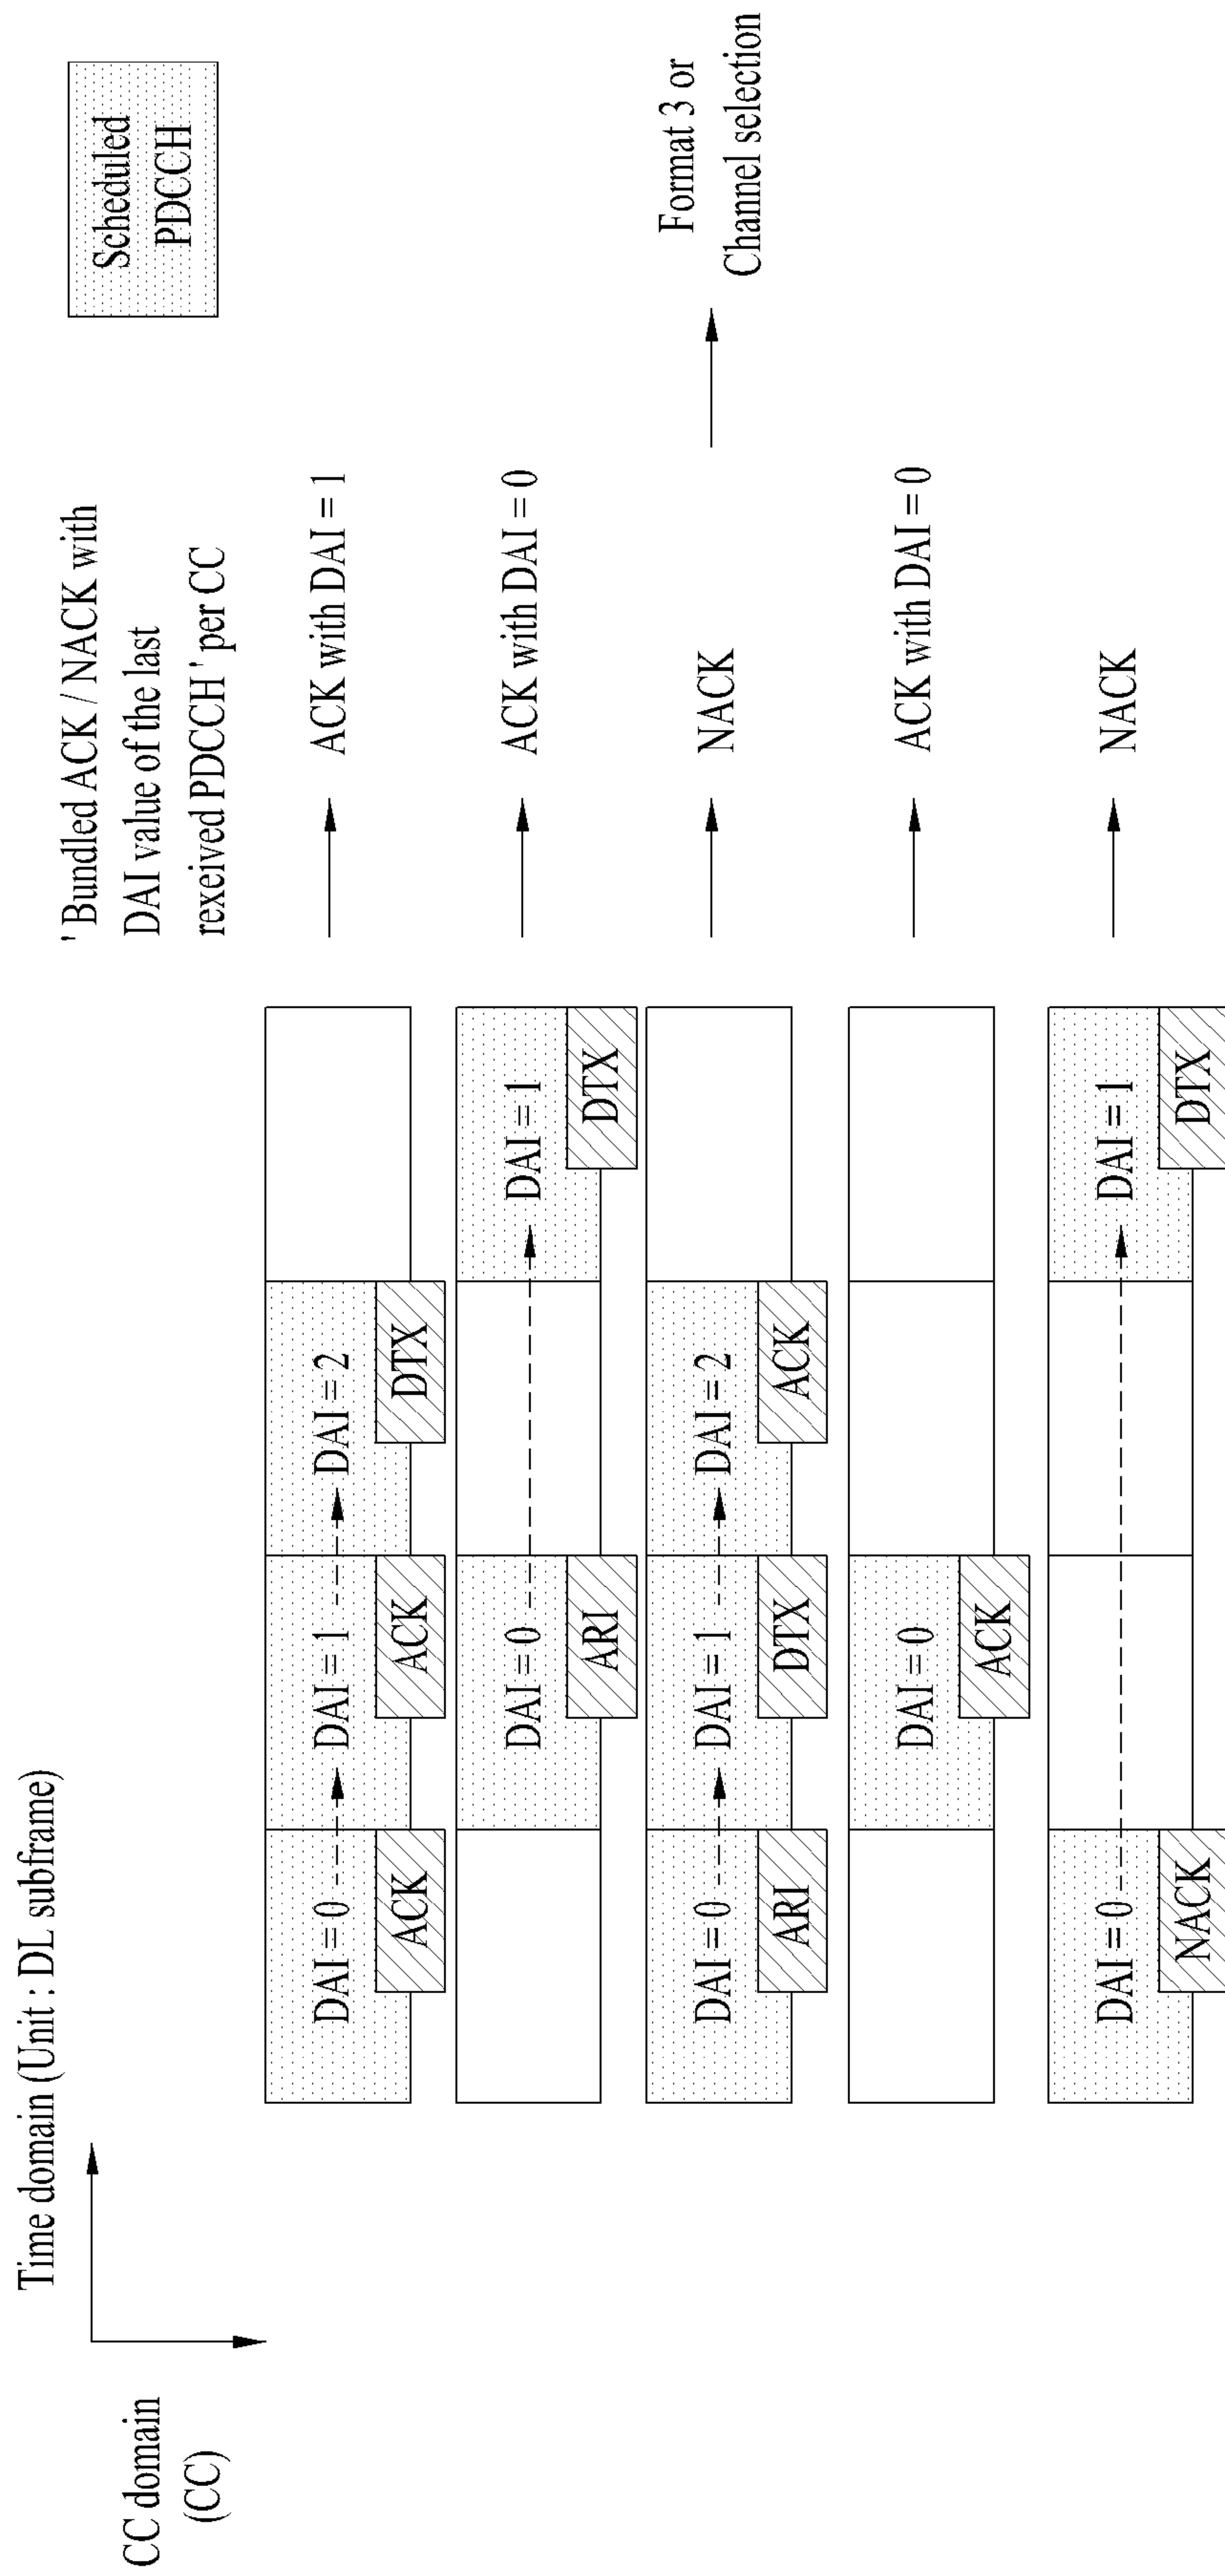 Time domain (Unit : DL subframe)
CC domain
(CC)
' Bundled ACK / NACK with
DAI value of the last
rexeived PDCCH ' per CC
Scheduled
PDCCH
DAI = 0
DAI = 1
DAI = 2
ACK
ACK
DTX
ACK with DAI = 1
DAI = 0
DAI = 1
ARI
DTX
ACK with DAI = 0
DAI = 0
DAI = 1
DAI = 2
ARI
DTX
ACK
NACK
Format 3 or
Channel selection
DAI = 0
ACK
ACK with DAI = 0
DAI = 0
DAI = 1
NACK
DTX
NACK